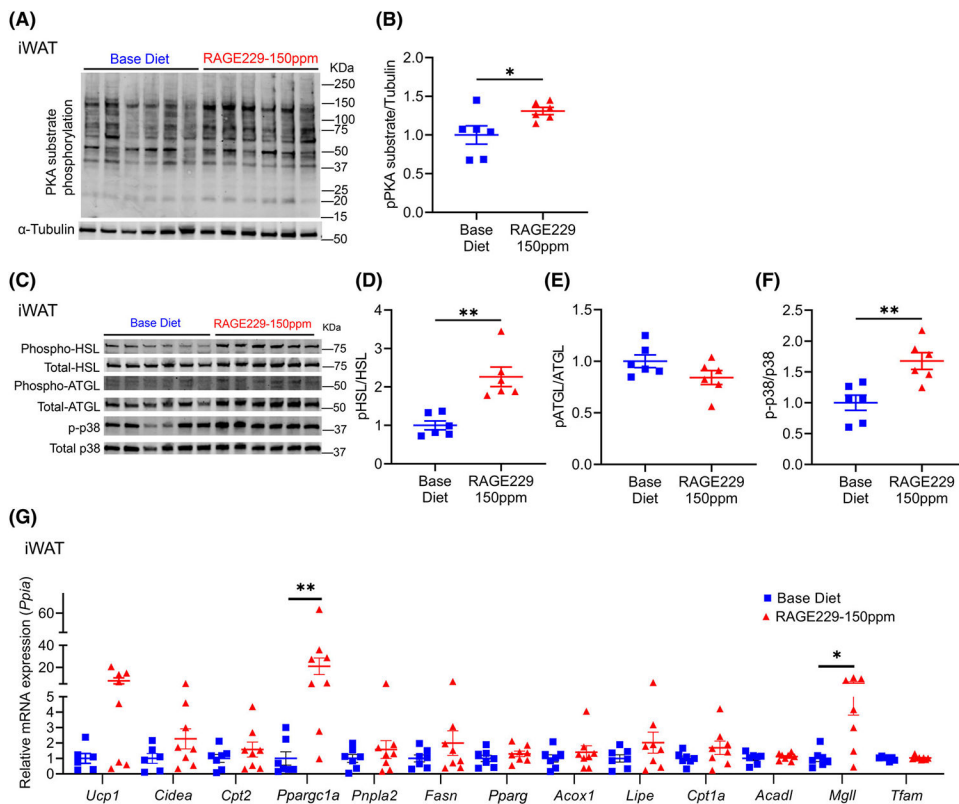 (A)
iWAT
Base Diet
RAGE229-150ppm
KDa
250
150
100
75
50
37
25
20
15
50
PKA substrate
phosphorylation
α-Tubulin
(B)
*
pPKA substrate/Tubulin
2.0
1.5
1.0
0.5
0.0
Base
Diet
RAGE229
150ppm
(C)
iWAT
Base Diet
RAGE229-150ppm
KDa
Phospho-HSL
75
Total-HSL
75
Phospho-ATGL
50
Total-ATGL
50
p-p38
37
Total p38
37
(D)
**
pHSL/HSL
4
3
2
1
0
Base
Diet
RAGE229
150ppm
(E)
pATGL/ATGL
1.5
1.0
0.5
0.0
Base
Diet
RAGE229
150ppm
(F)
**
p-p38/p38
2.5
2.0
1.5
1.0
0.5
0.0
Base
Diet
RAGE229
150ppm
(G)
iWAT
Relative mRNA expression (Ppia)
60
40
20
5
4
3
2
1
0
**
*
Base Diet
RAGE229-150ppm
Ucp1 Cidea Cpt2 Ppargc1a Pnpla2 Fasn Pparg Acox1 Lipe Cpt1a Acadl Mgll Tfam